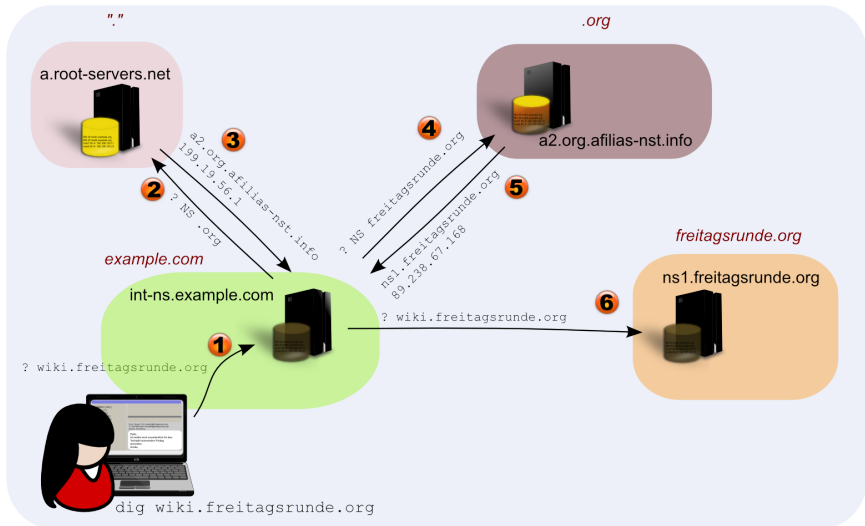 "."
.org
a.root-servers.net
a2.org.afilias-nst.info
3
a2.org.afilias-nst.info
199.19.56.1
2
? NS .org
4
? NS freitagsrunde.org
5
ns1.freitagsrunde.org
89.238.67.168
example.com
int-ns.example.com
freitagsrunde.org
ns1.freitagsrunde.org
6
? wiki.freitagsrunde.org
1
? wiki.freitagsrunde.org
dig wiki.freitagsrunde.org